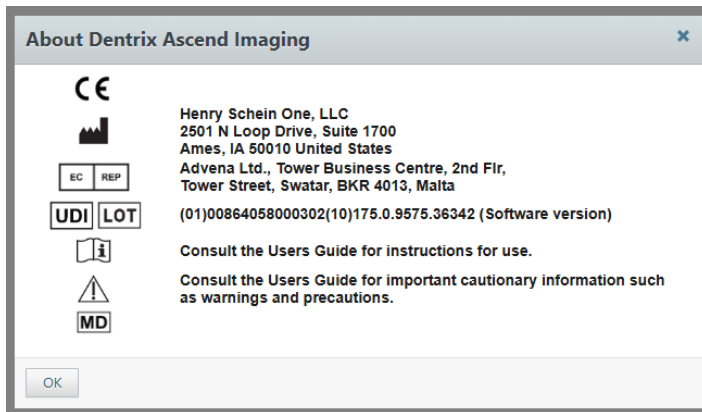 About Dentrix Ascend Imaging
×
CE
Henry Schein One, LLC
2501 N Loop Drive, Suite 1700
Ames, IA 50010 United States
EC REP
Advena Ltd., Tower Business Centre, 2nd Flr,
Tower Street, Swatar, BKR 4013, Malta
UDI LOT
(01)00864058000302(10)175.0.9575.36342 (Software version)
i
Consult the Users Guide for instructions for use.
!
Consult the Users Guide for important cautionary information such
as warnings and precautions.
MD
OK